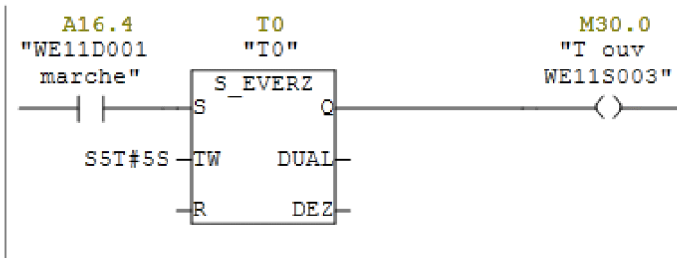 A16.4 T0 M30.0
"WE11D001 "T0" "T ouv
marche" S_EVERZ WE11S003"
S Q
S5T#5S TW DUAL
R DEZ